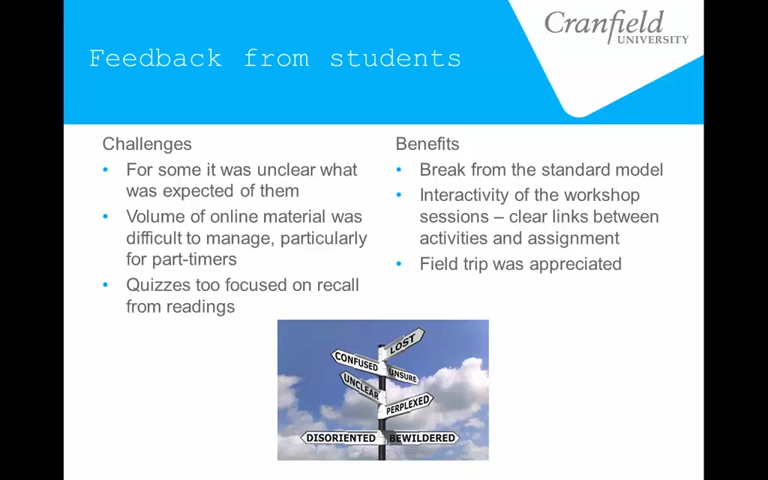 Cranfield
UNIVERSITY
Feedback from students
Challenges
• For some it was unclear what
was expected of them
• Volume of online material was
difficult to manage, particularly
for part-timers
• Quizzes too focused on recall
from readings
Benefits
• Break from the standard model
• Interactivity of the workshop
sessions – clear links between
activities and assignment
• Field trip was appreciated
LOST
CONFUSED
UNSURE
UNCLEAR
PERPLEXED
DISORIENTED
BEWILDERED